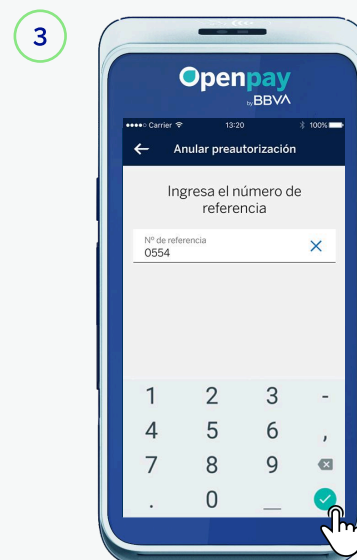 3
Openpay
by BBVA
Carrier 13:20 100%
Anular preautorización
Ingresa el número de
referencia
Nº de referencia
0554
1 2 3 -
4 5 6 ,
7 8 9
. 0 _